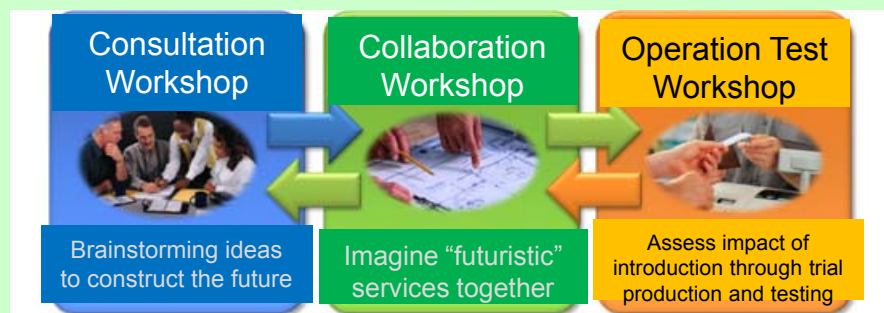 Consultation
Workshop
Brainstorming ideas
to construct the future
Collaboration
Workshop
Imagine “futuristic”
services together
Operation Test
Workshop
Assess impact of
introduction through trial
production and testing